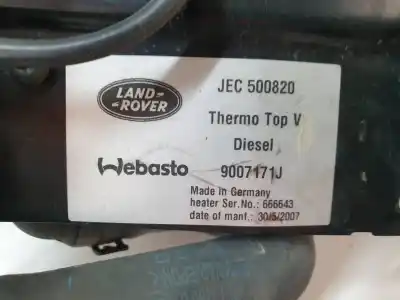 LAND-
ROVER
JEC 500820
Thermo Top V
Diesel
Webasto
9007171J
Made in Germany
heater Ser.No.: 666643
date of manf.: 30/5/2007